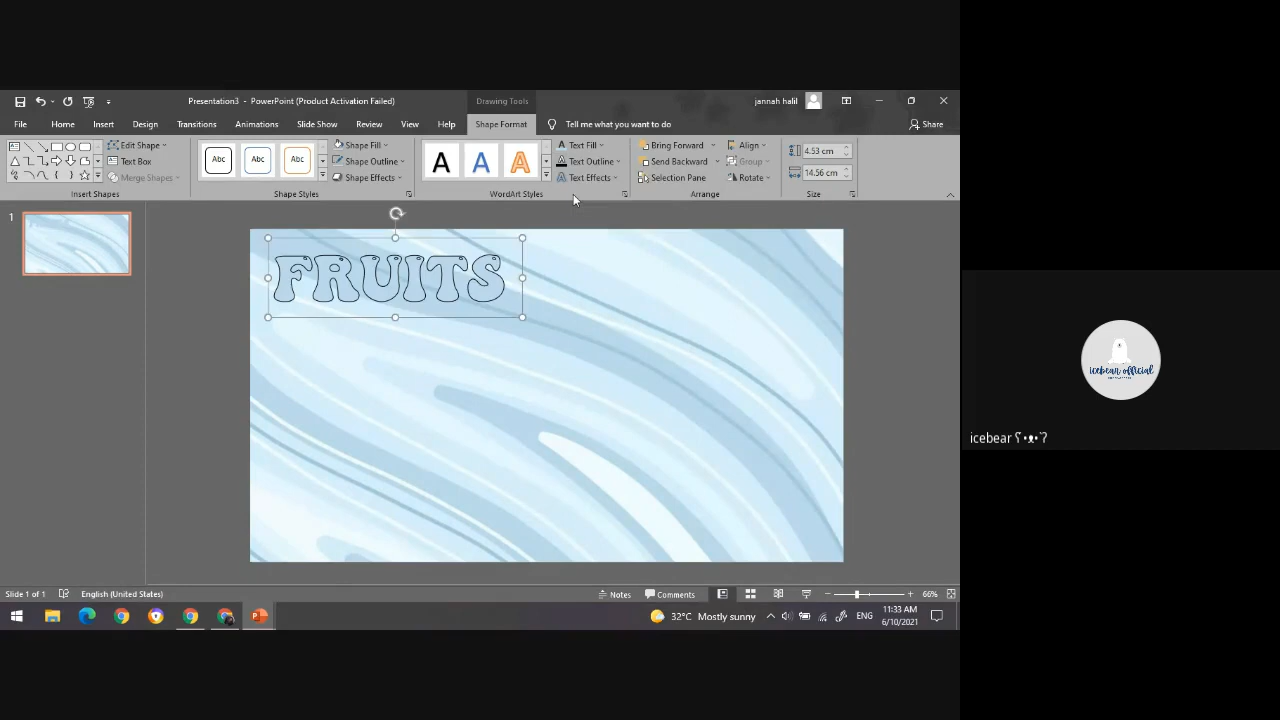 Presentation3 - PowerPoint (Product Activation Failed)
Drawing Tools
jannah halil
File Home Insert Design Transitions Animations Slide Show Review View Help Shape Format Tell me what you want to do Share
Edit Shape
Text Box
Merge Shapes
Insert Shapes
Abc Abc Abc
Shape Fill
Shape Outline
Shape Effects
Shape Styles
A A A
Text Fill
Text Outline
Text Effects
WordArt Styles
Bring Forward
Send Backward
Selection Pane
Align
Group
Rotate
Arrange
4.53 cm
14.56 cm
Size
1
FRUITS
icebear official
icebear ʕ•ᴥ•ʔ
Slide 1 of 1 English (United States) Notes Comments 66%
32°C Mostly sunny ENG
11:33 AM
6/10/2021